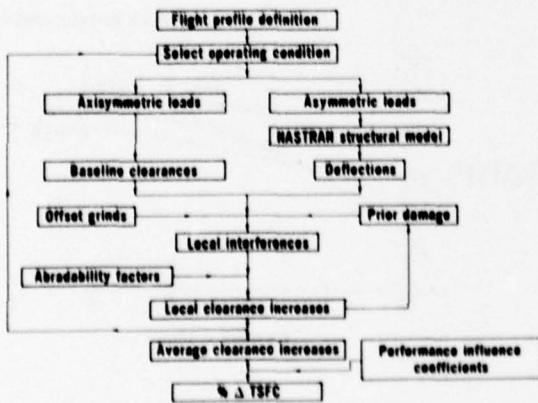 Flight profile definition
Select operating condition
Axisymmetric loads
Asymmetric loads
NASTRAN structural model
Baseline clearances
Deflections
Offset grinds
Prior damage
Local interferences
Abradability factors
Local clearance increases
Average clearance increases
Performance influence
coefficients
% Δ TSFC